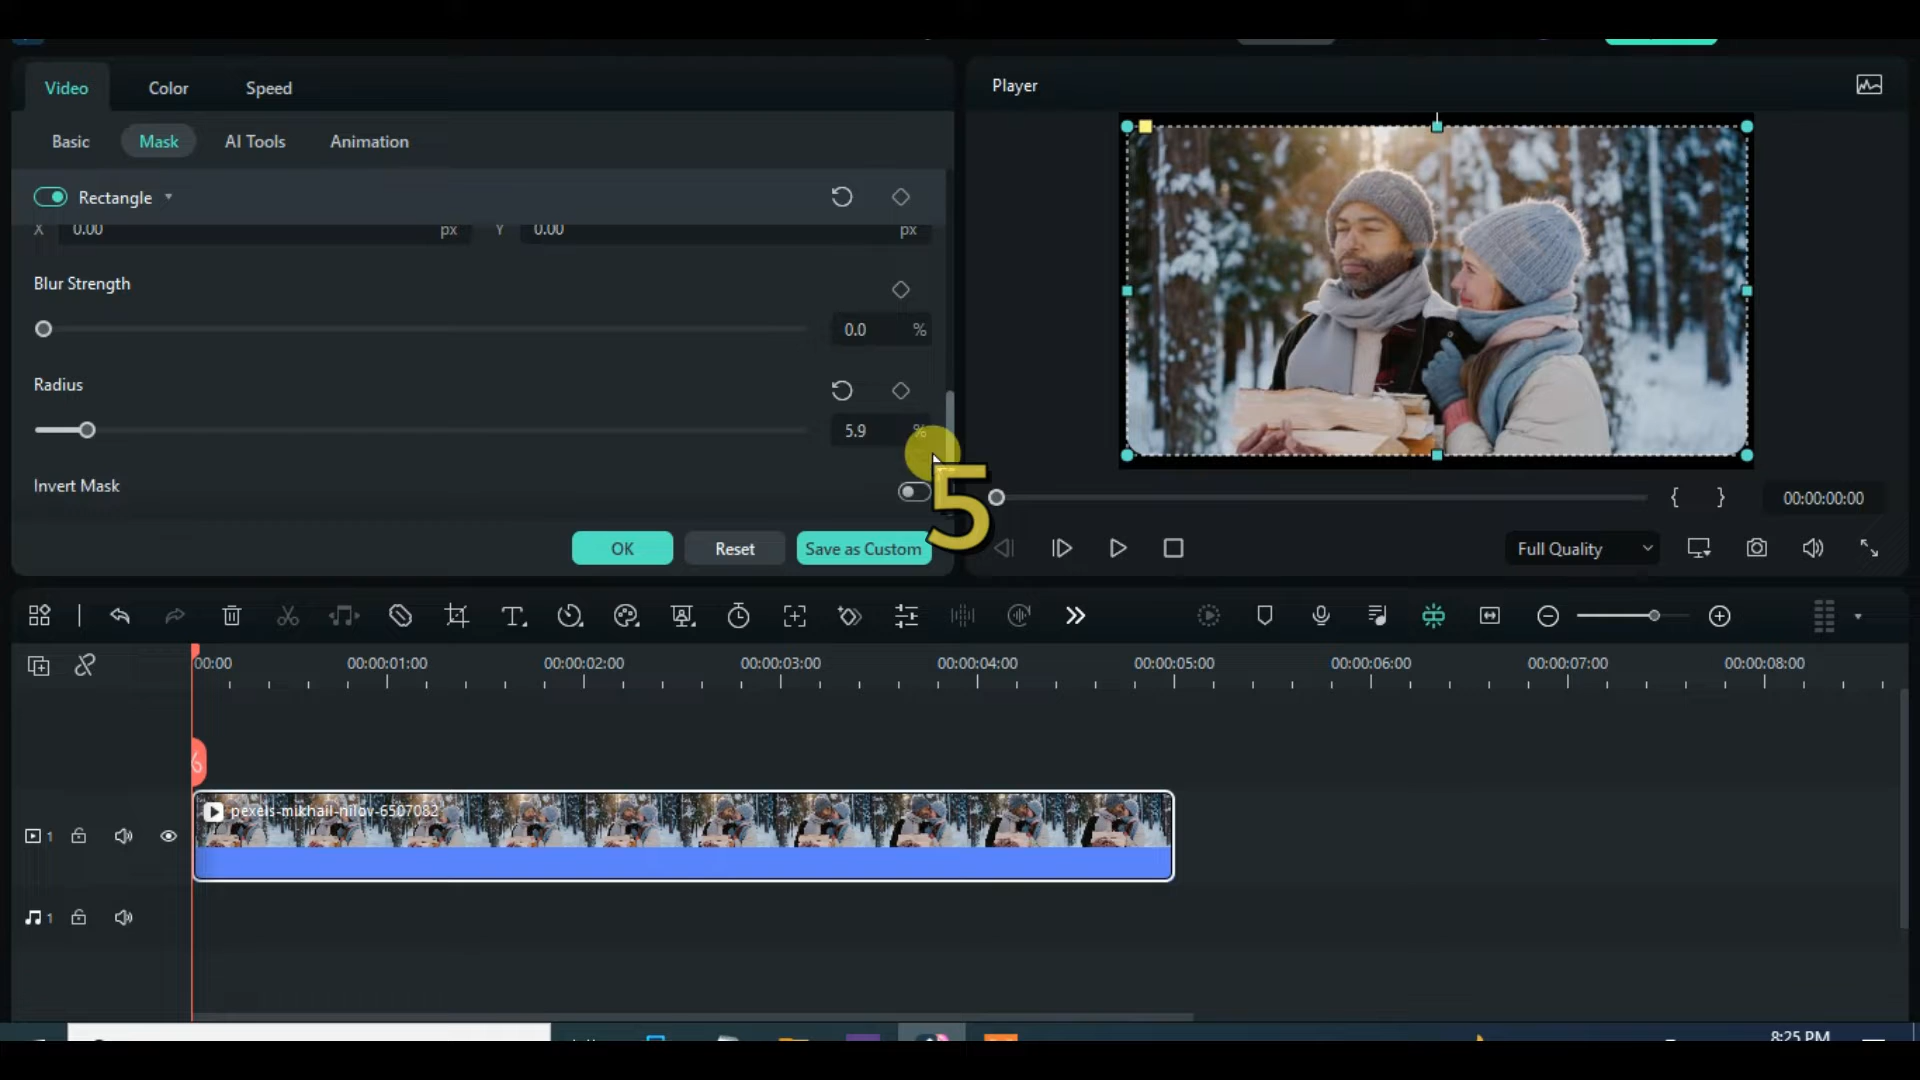 Video Color Speed
Player
Basic Mask AI Tools Animation
Rectangle
X 0.00 px Y 0.00 px
Blur Strength
0.0 %
Radius
5.9 %
Invert Mask
5
00:00:00:00
OK Reset Save as Custom
Full Quality
00:00 00:00:01:00 00:00:02:00 00:00:03:00 00:00:04:00 00:00:05:00 00:00:06:00 00:00:07:00 00:00:08:00
pexels-mikhail-nilov-6507082
1
1
8:25 PM